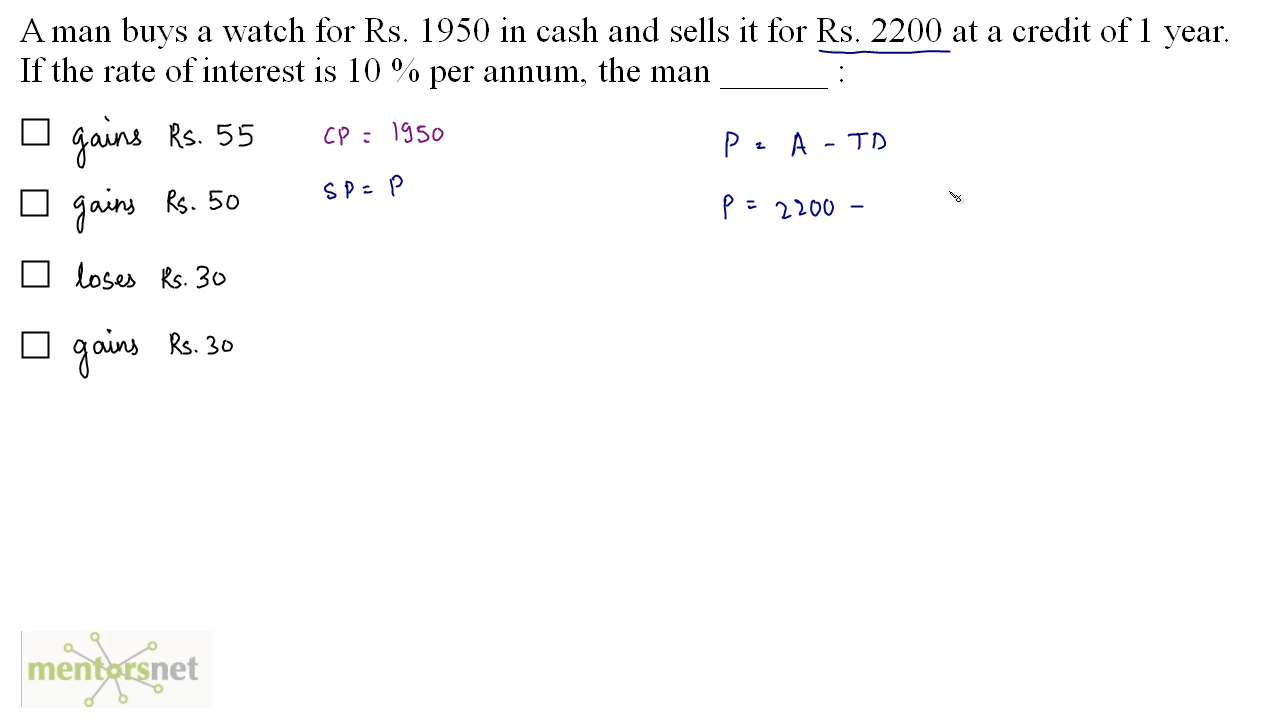 A man buys a watch for Rs. 1950 in cash and sells it for Rs. 2200 at a credit of 1 year.
If the rate of interest is 10 % per annum, the man _______ :
gains Rs. 55
CP = 1950
P = A - TD
gains Rs. 50
SP = P
P = 2200 -
loses Rs. 30
gains Rs. 30
mentorsnet